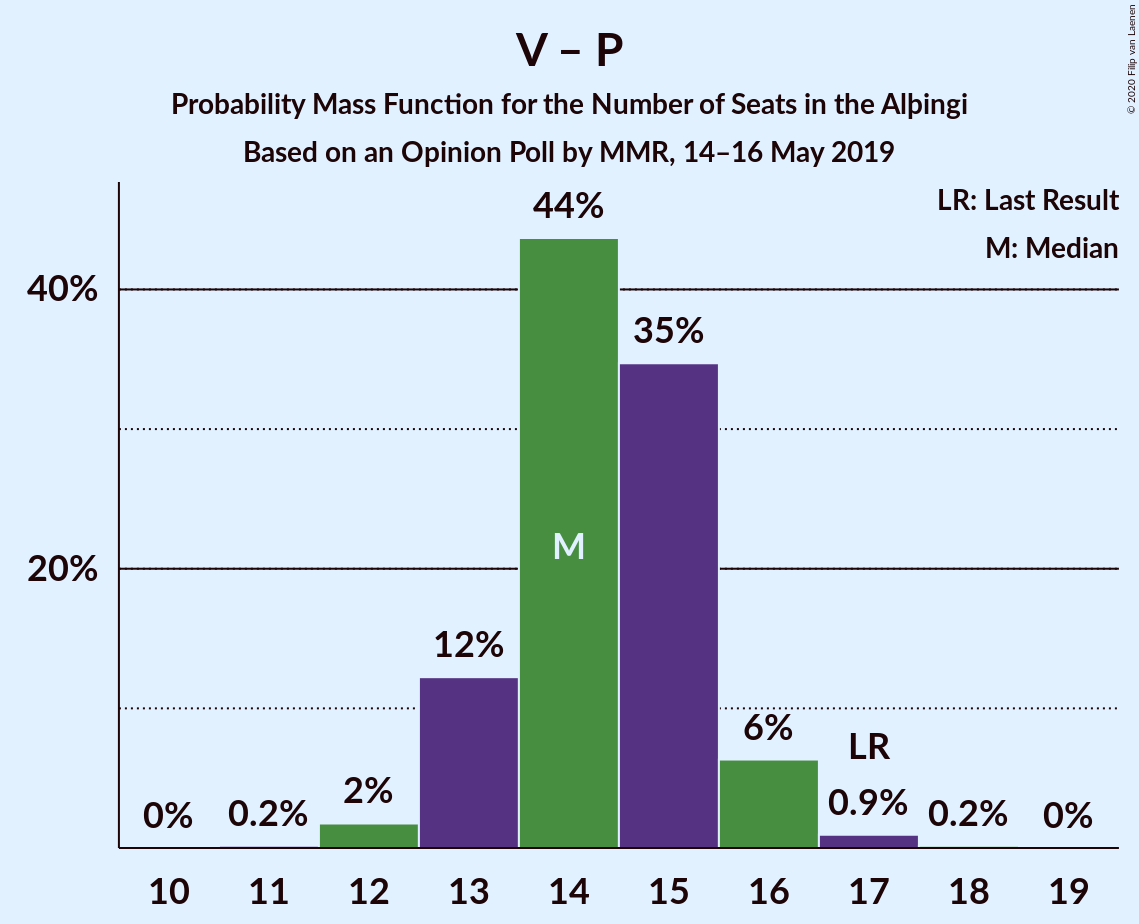 V – P
Probability Mass Function for the Number of Seats in the Alþingi
Based on an Opinion Poll by MMR, 14–16 May 2019
© 2020 Filip van Laenen
LR: Last Result
M: Median
40%
20%
0%
0.2%
2%
12%
44%
M
35%
6%
LR
0.9%
0.2%
0%
10 11 12 13 14 15 16 17 18 19